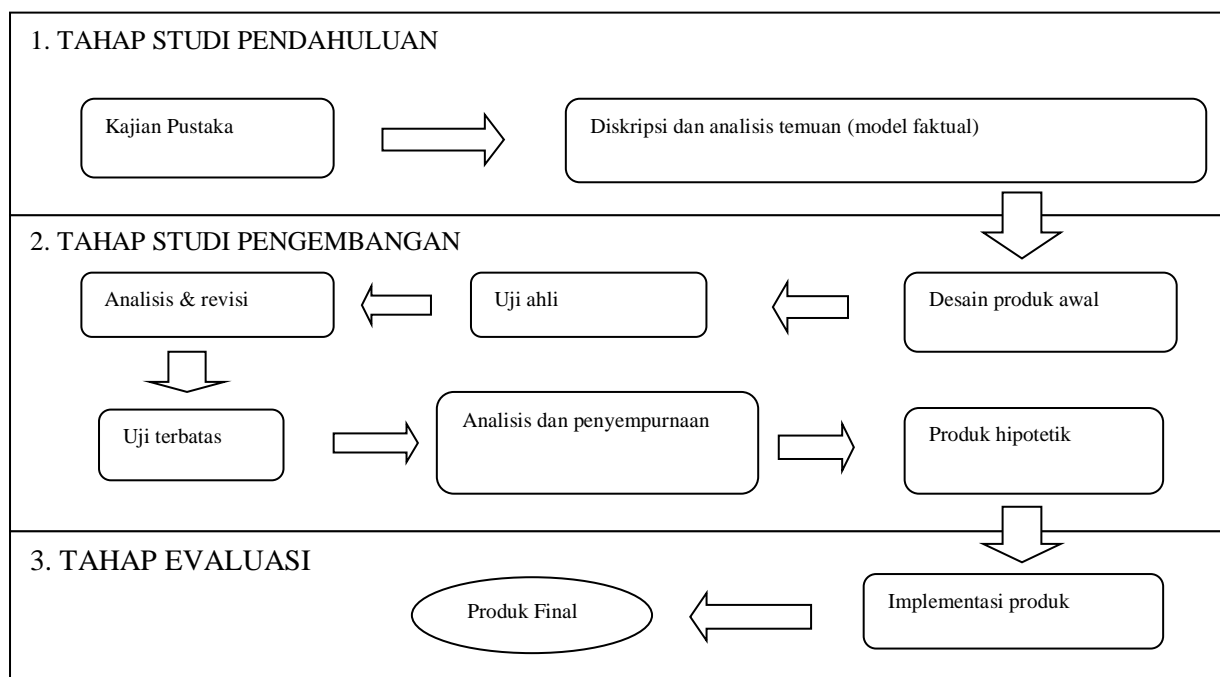 1. TAHAP STUDI PENDAHULUAN
Kajian Pustaka
Diskripsi dan analisis temuan (model faktual)
2. TAHAP STUDI PENGEMBANGAN
Analisis & revisi
Uji ahli
Desain produk awal
Uji terbatas
Analisis dan penyempurnaan
Produk hipotetik
3. TAHAP EVALUASI
Produk Final
Implementasi produk